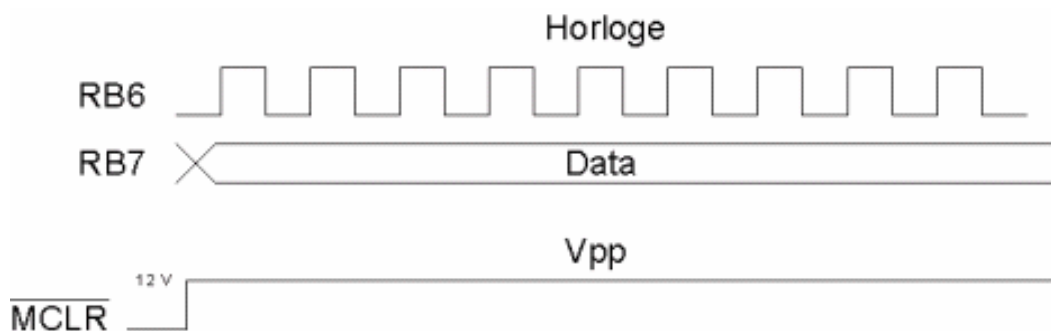 Horloge
RB6
RB7
Data
Vpp
12 V
MCLR